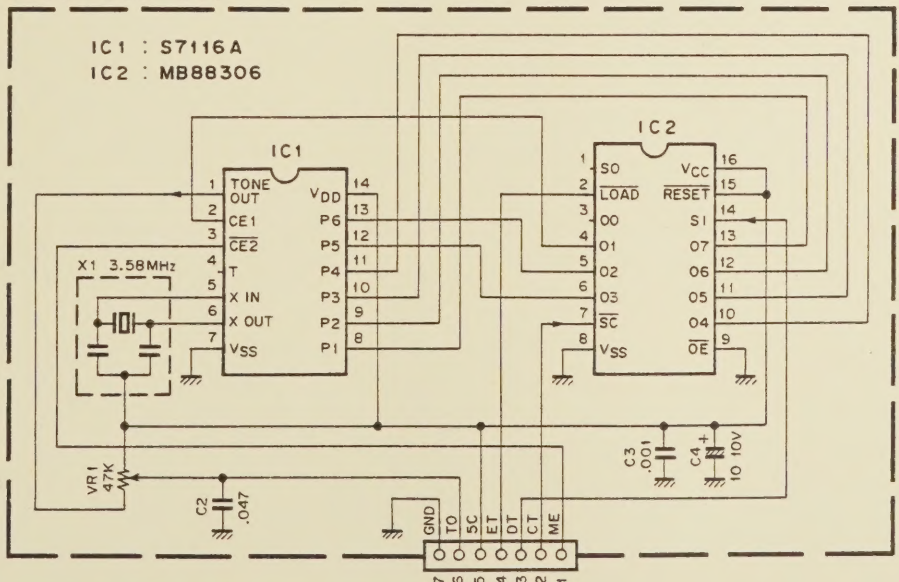 IC1 : S7116A
IC2 : MB88306
IC1
1 TONE OUT
2 CE1
3 CE2
4 T
5 X IN
6 X OUT
7 VSS
VDD 14
P6 13
P5 12
P4 11
P3 10
P2 9
P1 8
IC2
1 SO
2 LOAD
3 O0
4 O1
5 O2
6 O3
7 SC
8 VSS
VCC 16
RESET 15
SI 14
O7 13
O6 12
O5 11
O4 10
OE 9
X1 3.58MHz
VR1
47K
C2
.047
C3
.001
C4 +
10 10V
GND TO 5C ET DT CT ME
7 6 5 4 3 2 1